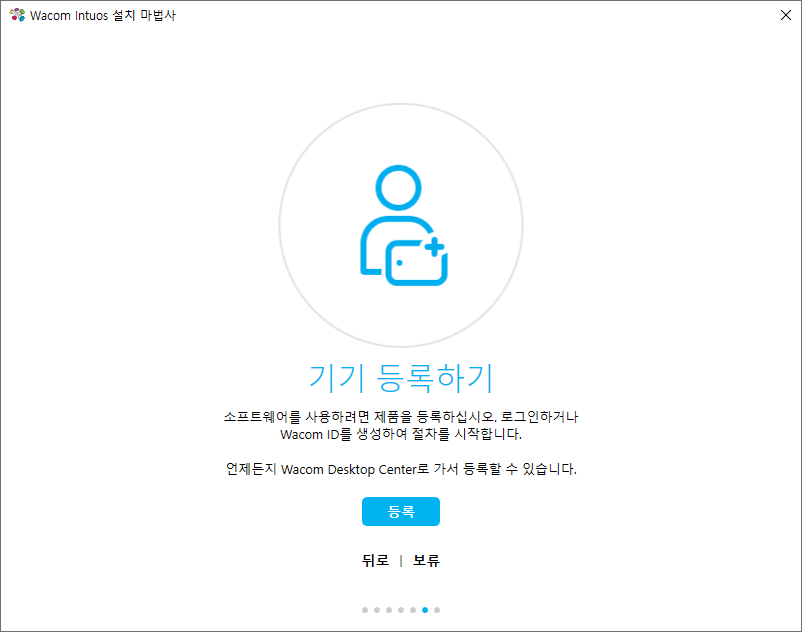 Wacom Intuos 설치 마법사
기기 등록하기
소프트웨어를 사용하려면 제품을 등록하십시오. 로그인하거나
Wacom ID를 생성하여 절차를 시작합니다.
언제든지 Wacom Desktop Center로 가서 등록할 수 있습니다.
등록
뒤로 | 보류